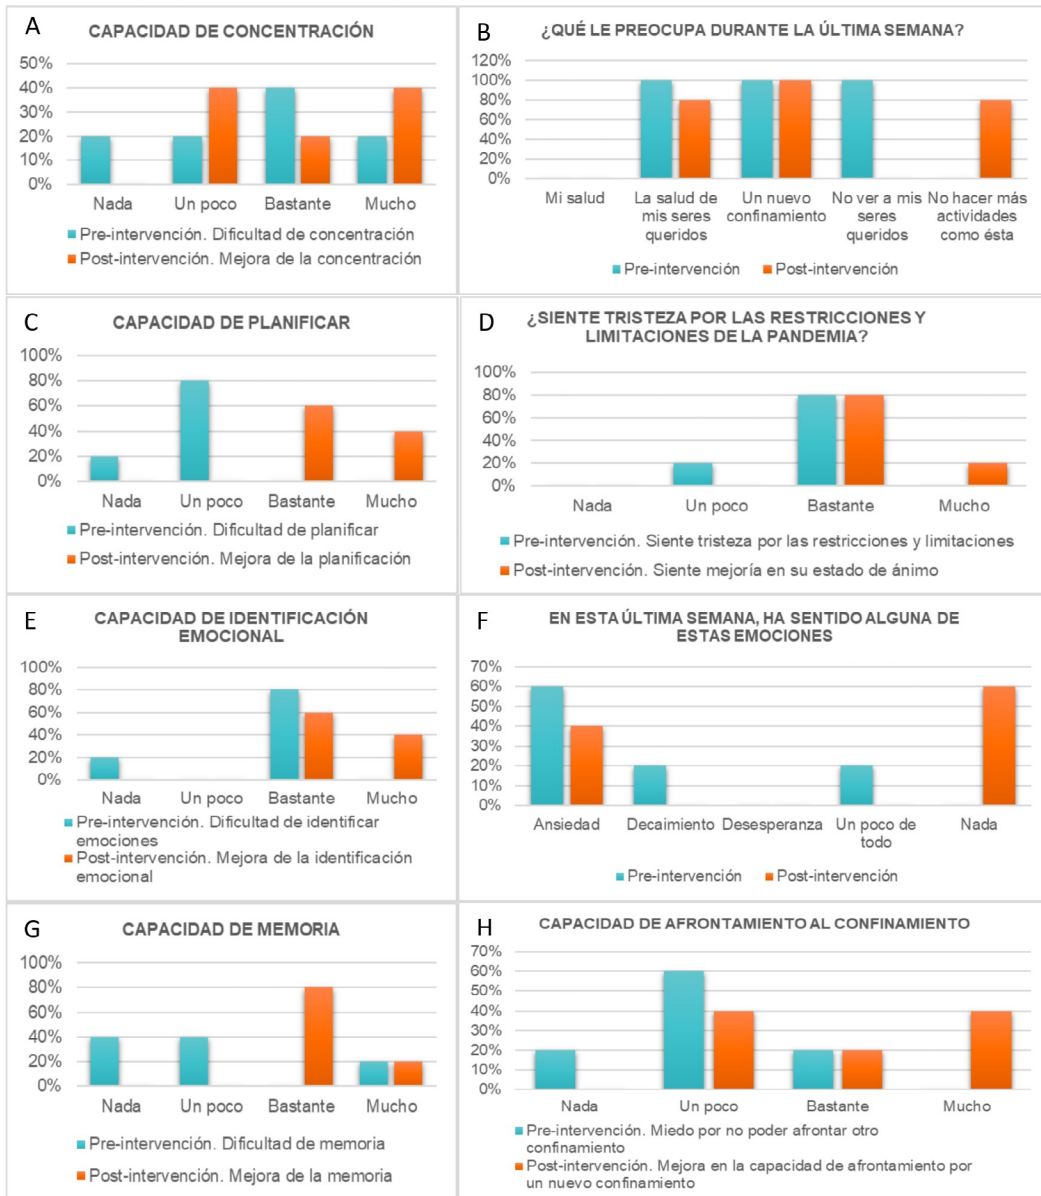 A
CAPACIDAD DE CONCENTRACIÓN
50%
40%
30%
20%
10%
0%
Nada
Un poco
Bastante
Mucho
Pre-intervención. Dificultad de concentración
Post-intervención. Mejora de la concentración
B
¿QUÉ LE PREOCUPA DURANTE LA ÚLTIMA SEMANA?
120%
100%
80%
60%
40%
20%
0%
Mi salud
La salud de
mis seres
queridos
Un nuevo
confinamiento
No ver a mis
seres
queridos
No hacer más
actividades
como ésta
Pre-intervención
Post-intervención
C
CAPACIDAD DE PLANIFICAR
100%
80%
60%
40%
20%
0%
Nada
Un poco
Bastante
Mucho
Pre-intervención. Dificultad de planificar
Post-intervención. Mejora de la planificación
D
¿SIENTE TRISTEZA POR LAS RESTRICCIONES Y
LIMITACIONES DE LA PANDEMIA?
100%
80%
60%
40%
20%
0%
Nada
Un poco
Bastante
Mucho
Pre-intervención. Siente tristeza por las restricciones y limitaciones
Post-intervención. Siente mejoría en su estado de ánimo
E
CAPACIDAD DE IDENTIFICACIÓN
EMOCIONAL
100%
80%
60%
40%
20%
0%
Nada
Un poco
Bastante
Mucho
Pre-intervención. Dificultad de identificar
emociones
Post-intervención. Mejora de la identificación
emocional
F
EN ESTA ÚLTIMA SEMANA, HA SENTIDO ALGUNA DE
ESTAS EMOCIONES
70%
60%
50%
40%
30%
20%
10%
0%
Ansiedad
Decaimiento
Desesperanza
Un poco de
todo
Nada
Pre-intervención
Post-intervención
G
CAPACIDAD DE MEMORIA
100%
80%
60%
40%
20%
0%
Nada
Un poco
Bastante
Mucho
Pre-intervención. Dificultad de memoria
Post-intervención. Mejora de la memoria
H
CAPACIDAD DE AFRONTAMIENTO AL CONFINAMIENTO
70%
60%
50%
40%
30%
20%
10%
0%
Nada
Un poco
Bastante
Mucho
Pre-intervención. Miedo por no poder afrontar otro
confinamiento
Post-intervención. Mejora en la capacidad de afrontamiento por
un nuevo confinamiento